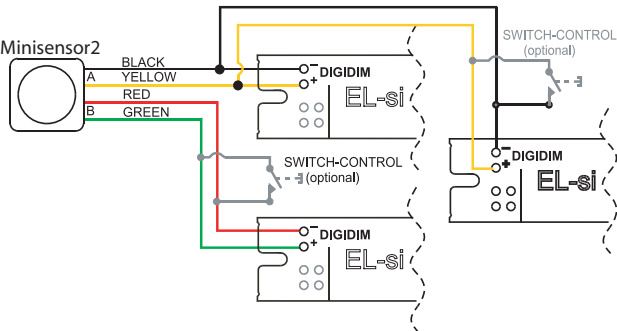 Minisensor2
BLACK
A YELLOW
RED
B GREEN
− DIGIDIM
+
EL-si
SWITCH-CONTROL
(optional)
SWITCH-CONTROL
(optional)
− DIGIDIM
+
EL-si
− DIGIDIM
+
EL-si